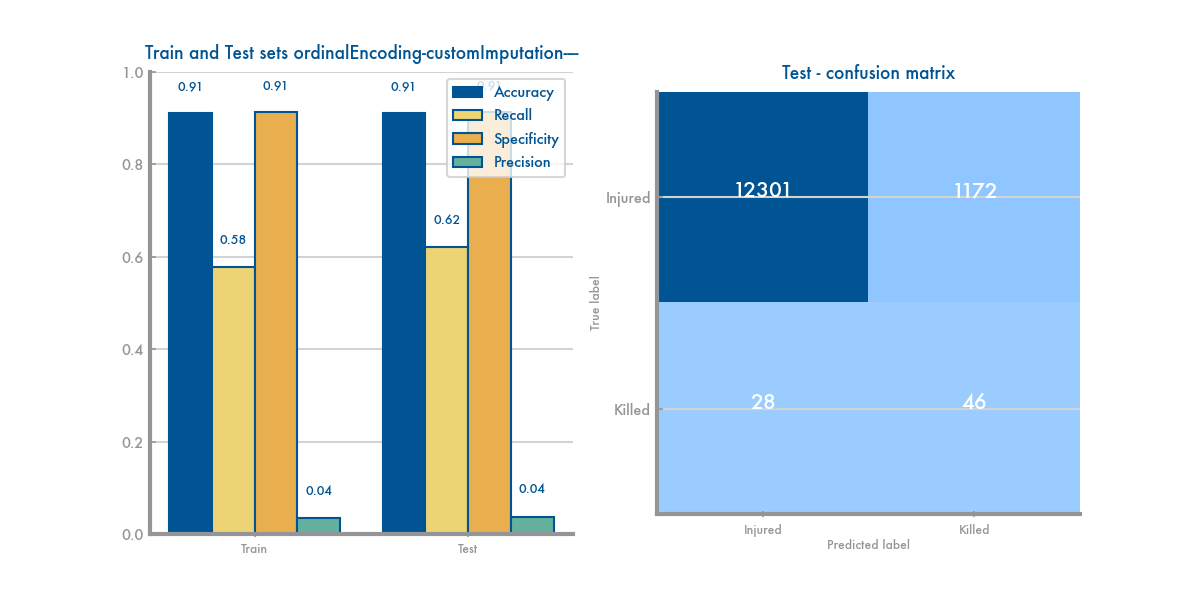 Train and Test sets ordinalEncoding-customImputation—
1.0
0.8
0.6
0.4
0.2
0.0
0.91
0.58
0.91
0.04
0.91
0.62
0.91
0.04
Accuracy
Recall
Specificity
Precision
Train
Test
Test - confusion matrix
True label
Injured
Killed
12301
1172
28
46
Injured
Killed
Predicted label